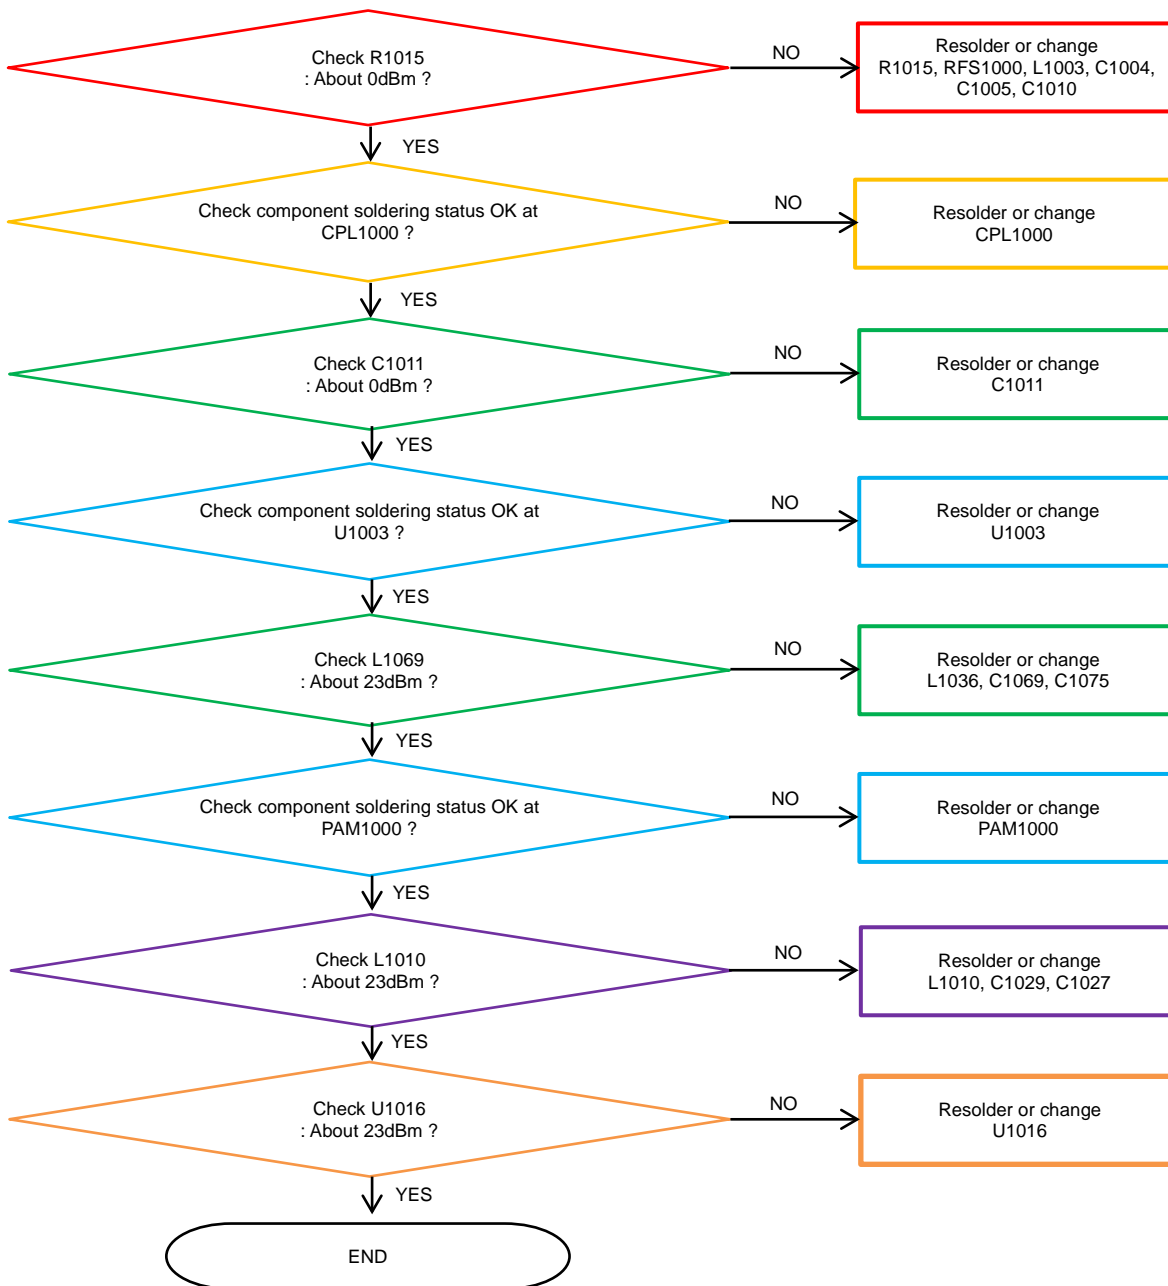 Check R1015
: About 0dBm ?
NO
Resolder or change
R1015, RFS1000, L1003, C1004,
C1005, C1010
YES
Check component soldering status OK at
CPL1000 ?
NO
Resolder or change
CPL1000
YES
Check C1011
: About 0dBm ?
NO
Resolder or change
C1011
YES
Check component soldering status OK at
U1003 ?
NO
Resolder or change
U1003
YES
Check L1069
: About 23dBm ?
NO
Resolder or change
L1036, C1069, C1075
YES
Check component soldering status OK at
PAM1000 ?
NO
Resolder or change
PAM1000
YES
Check L1010
: About 23dBm ?
NO
Resolder or change
L1010, C1029, C1027
YES
Check U1016
: About 23dBm ?
NO
Resolder or change
U1016
YES
END